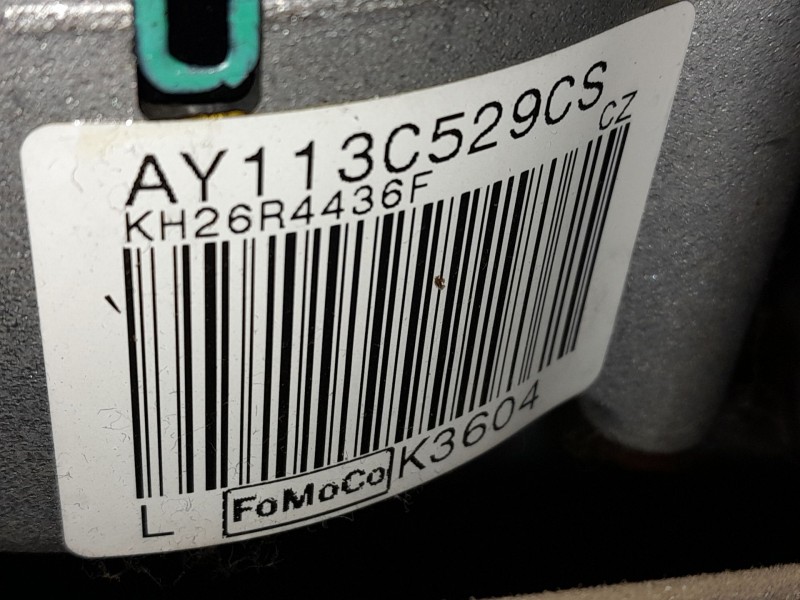 AY113C529CS
CZ
KH26R4436F
L FoMoCo K3604